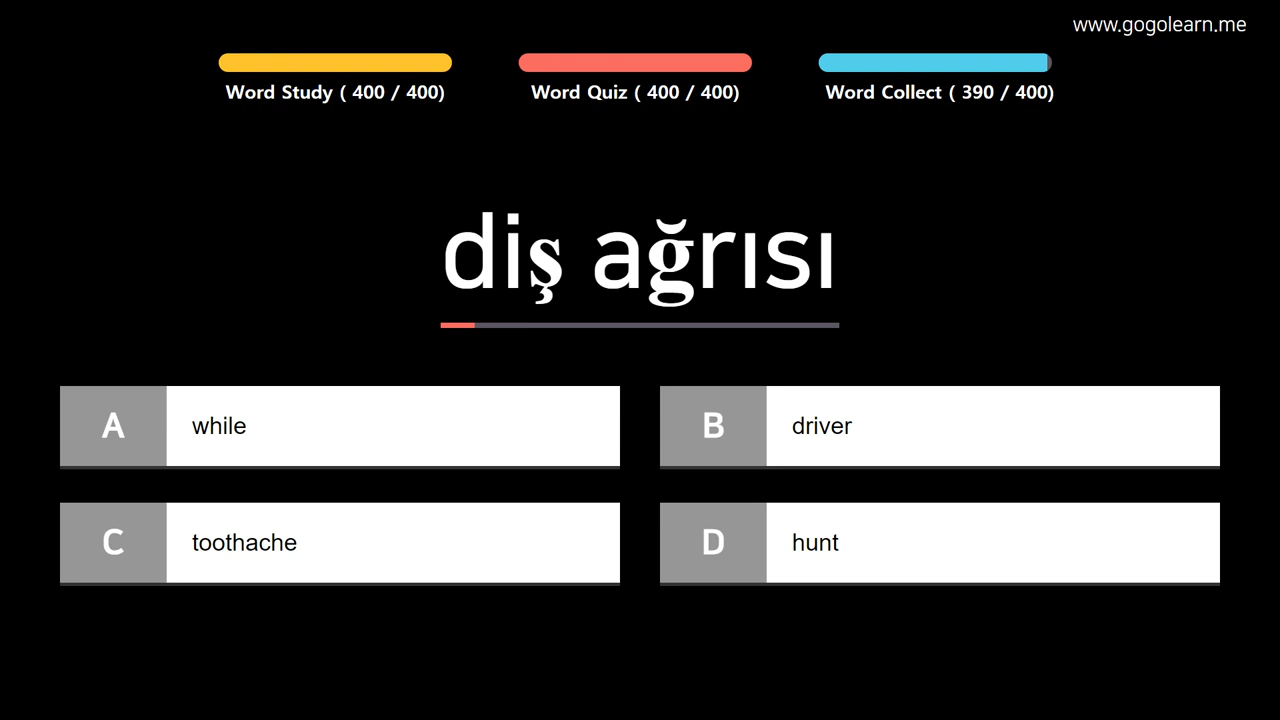 www.gogolearn.me
Word Study ( 400 / 400)
Word Quiz ( 400 / 400)
Word Collect ( 390 / 400)
diş ağrısı
A while
B driver
C toothache
D hunt